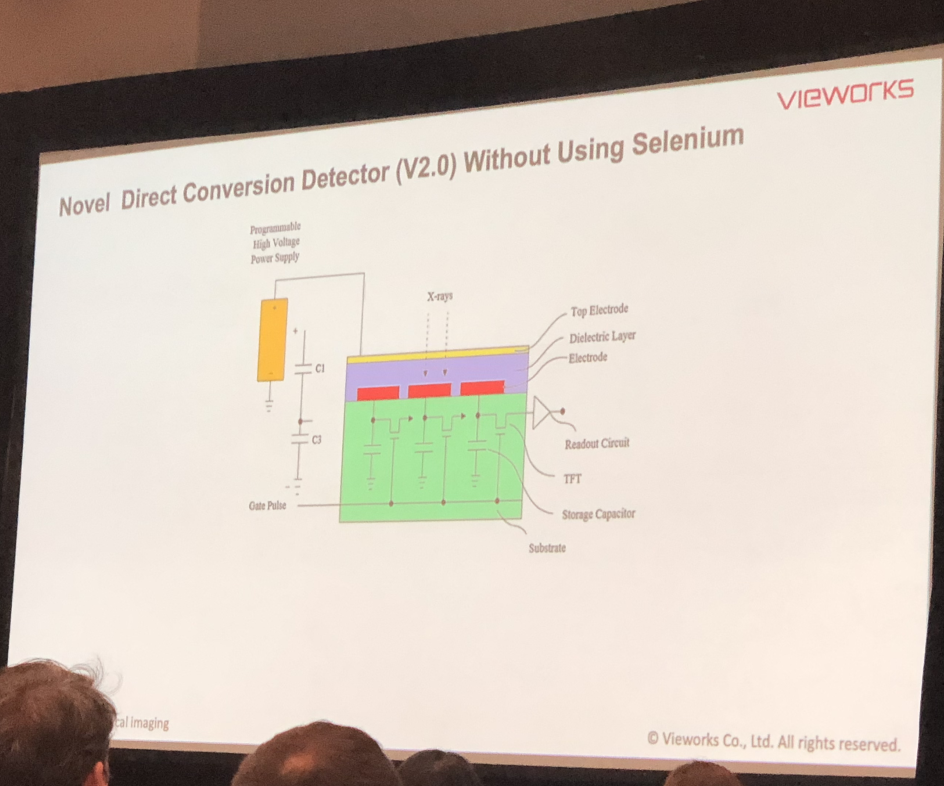 VIEWORKS
Novel Direct Conversion Detector (V2.0) Without Using Selenium
Programmable
High Voltage
Power Supply
X-rays
Top Electrode
Dielectric Layer
Electrode
+
C1
C3
Readout Circuit
TFT
Gate Pulse
Storage Capacitor
Substrate
cal imaging
© Vieworks Co., Ltd. All rights reserved.